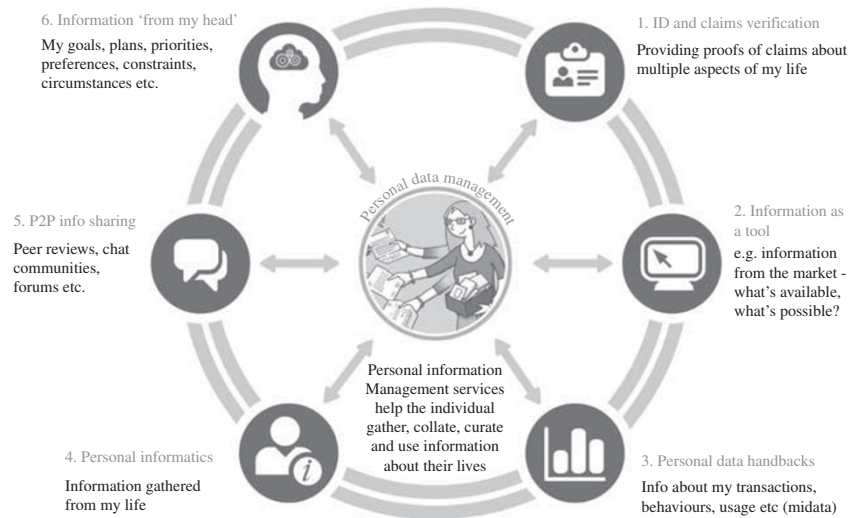 6. Information ‘from my head’
My goals, plans, priorities,
preferences, constraints,
circumstances etc.
1. ID and claims verification
Providing proofs of claims about
multiple aspects of my life
Personal data management
5. P2P info sharing
Peer reviews, chat
communities,
forums etc.
2. Information as
a tool
e.g. information
from the market -
what’s available,
what’s possible?
Personal information
Management services
help the individual
gather, collate, curate
and use information
about their lives
4. Personal informatics
Information gathered
from my life
i
3. Personal data handbacks
Info about my transactions,
behaviours, usage etc (midata)